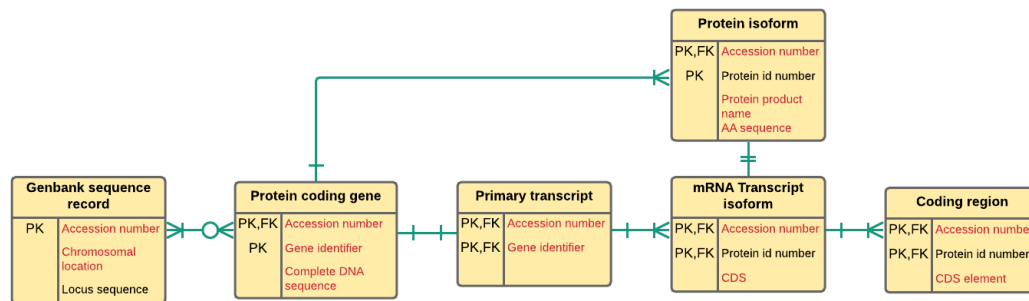 Protein isoform
PK,FK Accession number
PK Protein id number
Protein product
name
AA sequence
Genbank sequence
record
PK Accession number
Chromosomal
location
Locus sequence
Protein coding gene
PK,FK Accession number
PK Gene identifier
Complete DNA
sequence
Primary transcript
PK,FK Accession number
PK,FK Gene identifier
mRNA Transcript
isoform
PK,FK Accession number
PK,FK Protein id number
CDS
Coding region
PK,FK Accession number
PK,FK Protein id number
CDS element